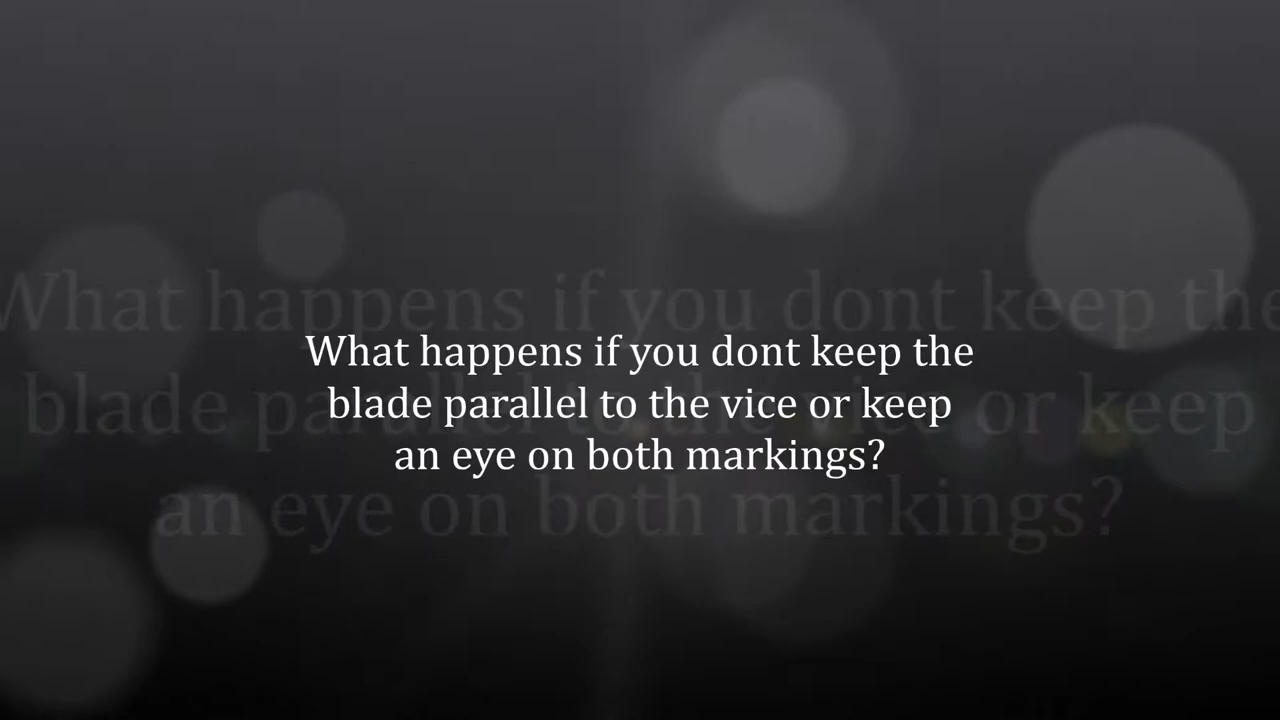 What happens if you dont keep the
blade parallel to the vice or keep
an eye on both markings?